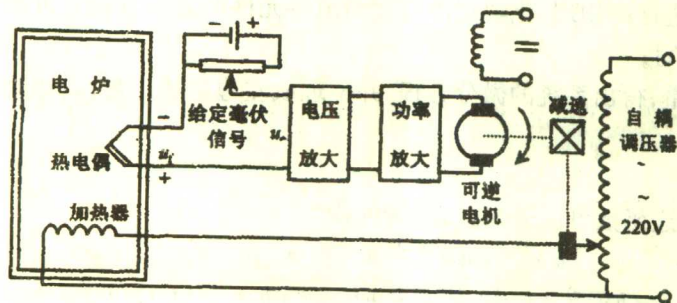 − +
电 炉
−
给定毫伏
信号
电压
放大
功率
放大
减速
自 耦
调压器
~
~
220V
热电偶
+
可逆
电机
加热器